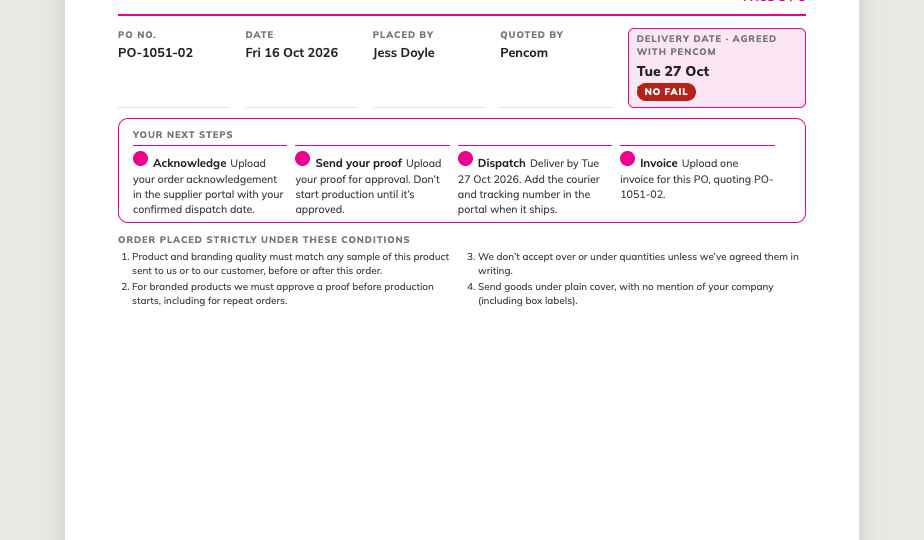 PO NO.
PO-1051-02
DATE
Fri 16 Oct 2026
PLACED BY
Jess Doyle
QUOTED BY
Pencom
DELIVERY DATE - AGREED
WITH PENCOM
Tue 27 Oct
NO FAIL
YOUR NEXT STEPS
Acknowledge Upload
your order acknowledgement
in the supplier portal with your
confirmed dispatch date.
Send your proof Upload
your proof for approval. Don’t
start production until it’s
approved.
Dispatch Deliver by Tue
27 Oct 2026. Add the courier
and tracking number in the
portal when it ships.
Invoice Upload one
invoice for this PO, quoting PO-
1051-02.
ORDER PLACED STRICTLY UNDER THESE CONDITIONS
1. Product and branding quality must match any sample of this product
sent to us or to our customer, before or after this order.
2. For branded products we must approve a proof before production
starts, including for repeat orders.
3. We don’t accept over or under quantities unless we’ve agreed them in
writing.
4. Send goods under plain cover, with no mention of your company
(including box labels).